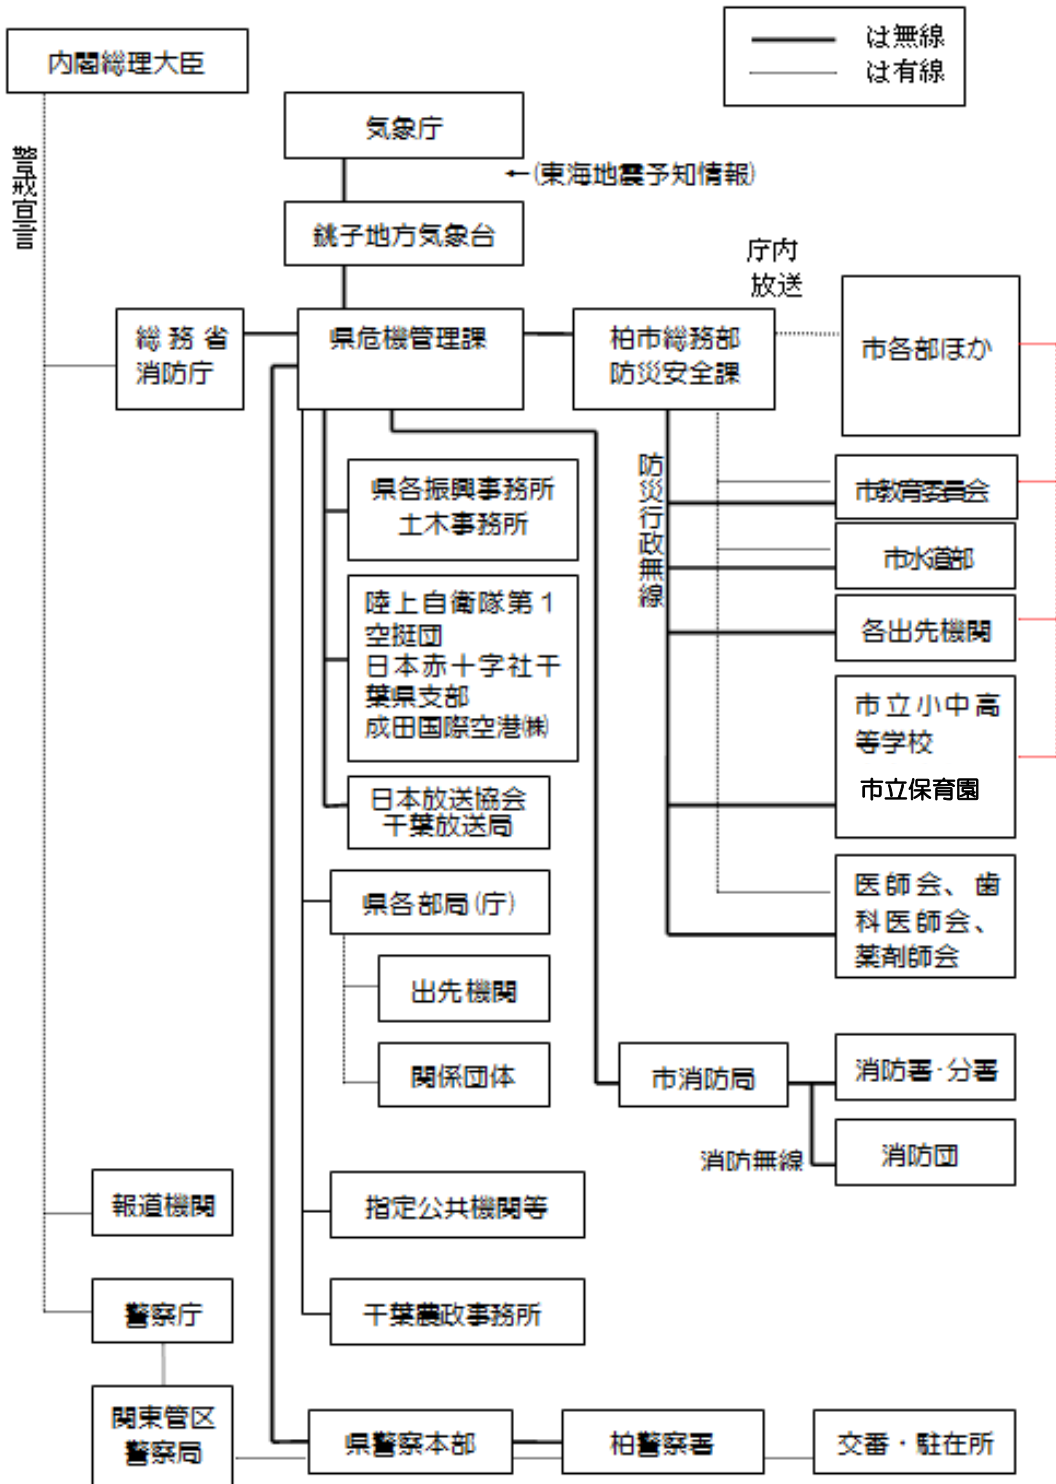 は無線
は有線
内閣総理大臣
警戒宣言
気象庁
←(東海地震予知情報)
銚子地方気象台
庁内
放送
総務省
消防庁
県危機管理課
柏市総務部
防災安全課
市各部ほか
防災行政無線
県各振興事務所
土木事務所
市教育委員会
市水道部
陸上自衛隊第1
空挺団
日本赤十字社千
葉県支部
成田国際空港㈱
各出先機関
市立小中高
等学校
市立保育園
日本放送協会
千葉放送局
県各部局(庁)
医師会、歯
科医師会、
薬剤師会
出先機関
関係団体
市消防局
消防署・分署
消防無線
消防団
報道機関
指定公共機関等
警察庁
千葉農政事務所
関東管区
警察局
県警察本部
柏警察署
交番・駐在所